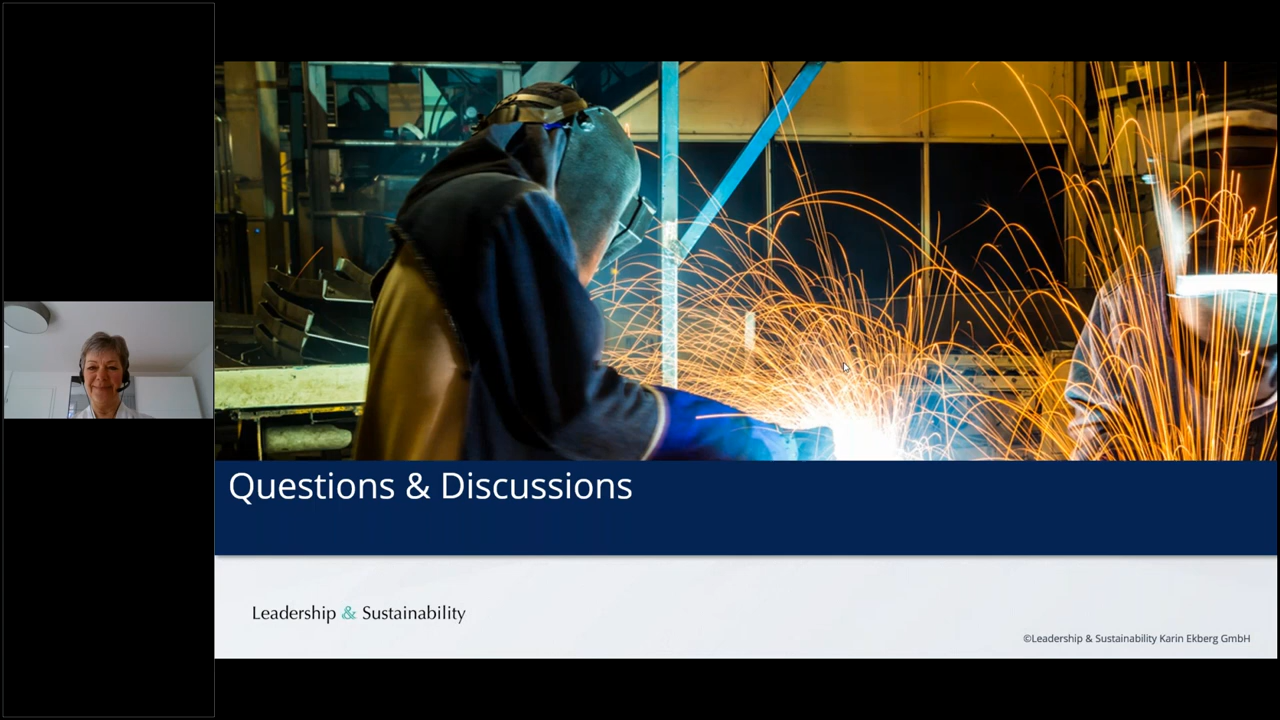 Questions & Discussions
Leadership & Sustainability
©Leadership & Sustainability Karin Ekberg GmbH